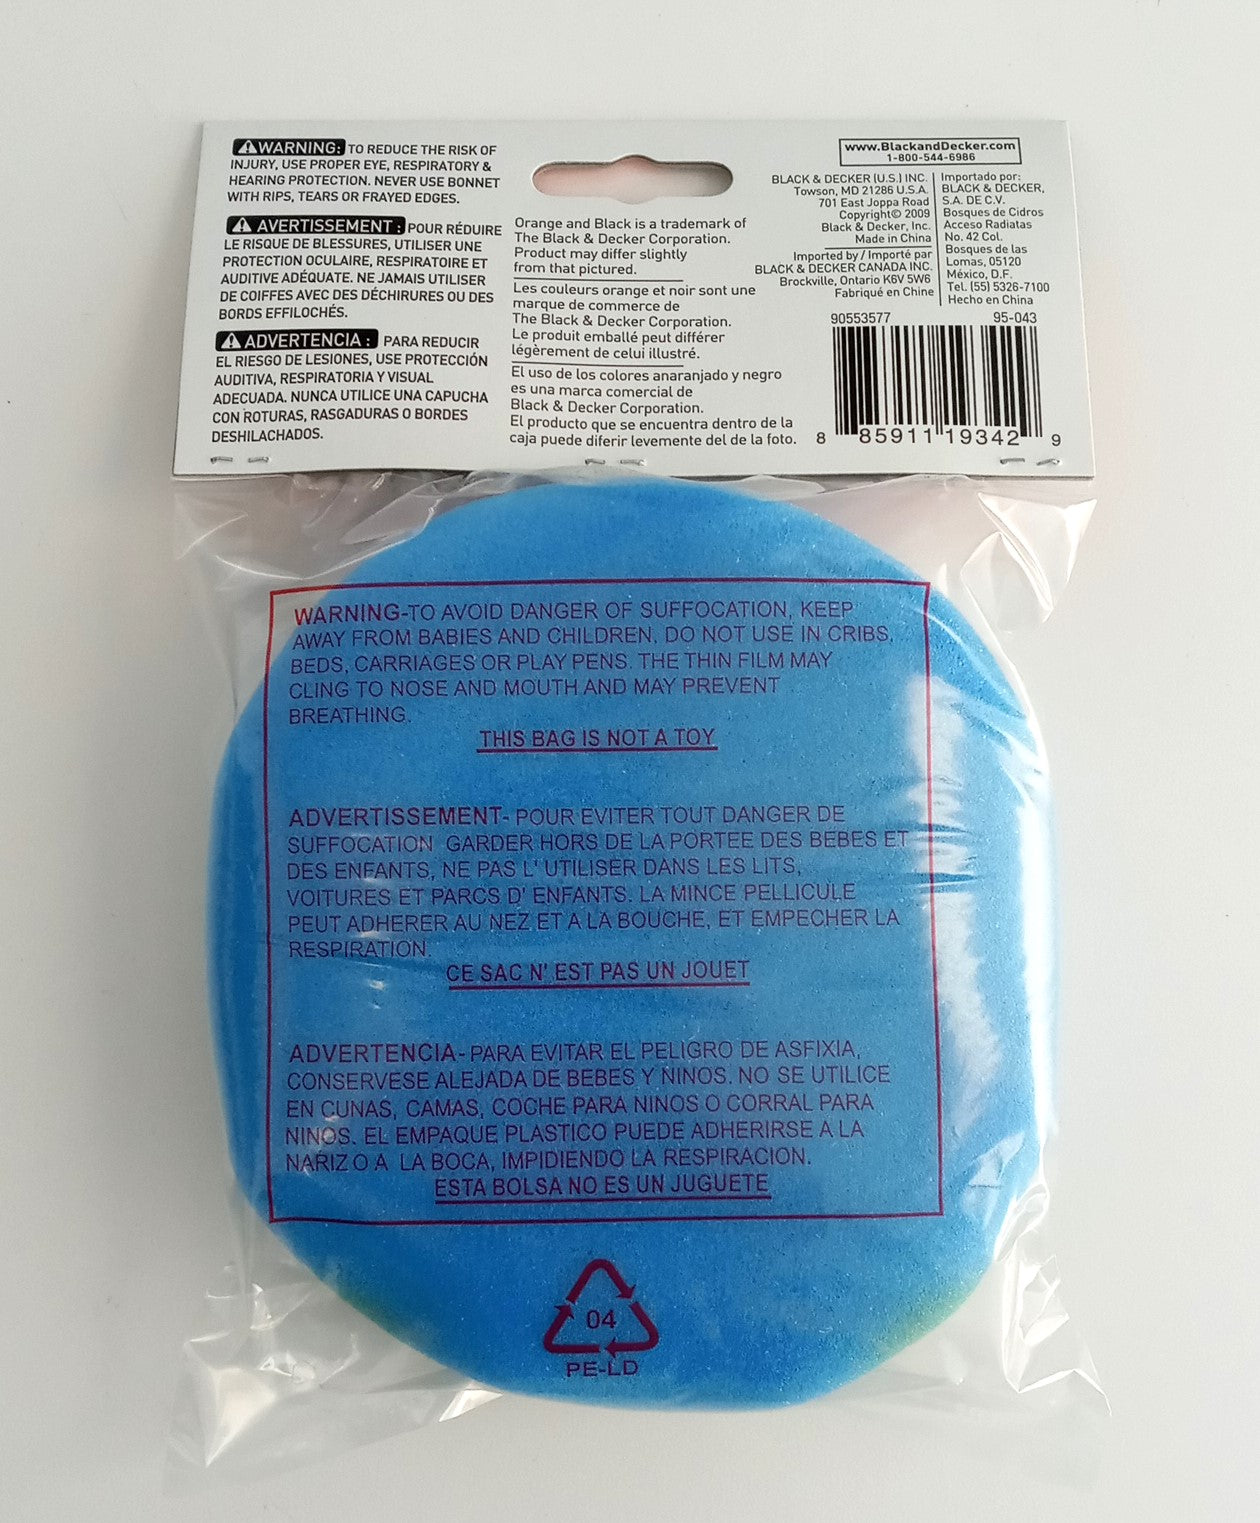 WARNING: TO REDUCE THE RISK OF
INJURY, USE PROPER EYE, RESPIRATORY &
HEARING PROTECTION. NEVER USE BONNET
WITH RIPS, TEARS OR FRAYED EDGES.
AVERTISSEMENT : POUR RÉDUIRE
LE RISQUE DE BLESSURES, UTILISER UNE
PROTECTION OCULAIRE, RESPIRATOIRE ET
AUDITIVE ADÉQUATE. NE JAMAIS UTILISER
DE COIFFES AVEC DES DÉCHIRURES OU DES
BORDS EFFILOCHÉS.
ADVERTENCIA : PARA REDUCIR
EL RIESGO DE LESIONES, USE PROTECCIÓN
AUDITIVA, RESPIRATORIA Y VISUAL
ADECUADA. NUNCA UTILICE UNA CAPUCHA
CON ROTURAS, RASGADURAS O BORDES
DESHILACHADOS.
Orange and Black is a trademark of
The Black & Decker Corporation.
Product may differ slightly
from that pictured.
Les couleurs orange et noir sont une
marque de commerce de
The Black & Decker Corporation.
Le produit emballé peut différer
légèrement de celui illustré.
El uso de los colores anaranjado y negro
es una marca comercial de
Black & Decker Corporation.
El producto que se encuentra dentro de la
caja puede diferir levemente del de la foto.
www.BlackandDecker.com
1-800-544-6986
BLACK & DECKER (U.S.) INC.
Towson, MD 21286 U.S.A.
701 East Joppa Road
Copyright© 2009
Black & Decker, Inc.
Made in China
Imported by / Importé par
BLACK & DECKER CANADA INC.
Brockville, Ontario K6V 5W6
Fabriqué en Chine
Importado por:
BLACK & DECKER,
S.A. DE C.V.
Bosques de Cidros
Acceso Radiatas
No. 42 Col.
Bosques de las
Lomas, 05120
México, D.F.
Tel. (55) 5326-7100
Hecho en China
90553577 95-043
8 85911 19342 9
WARNING-TO AVOID DANGER OF SUFFOCATION, KEEP
AWAY FROM BABIES AND CHILDREN. DO NOT USE IN CRIBS,
BEDS, CARRIAGES OR PLAY PENS. THE THIN FILM MAY
CLING TO NOSE AND MOUTH AND MAY PREVENT
BREATHING.
THIS BAG IS NOT A TOY
ADVERTISSEMENT- POUR EVITER TOUT DANGER DE
SUFFOCATION GARDER HORS DE LA PORTEE DES BEBES ET
DES ENFANTS, NE PAS L' UTILISER DANS LES LITS,
VOITURES ET PARCS D' ENFANTS. LA MINCE PELLICULE
PEUT ADHERER AU NEZ ET A LA BOUCHE, ET EMPECHER LA
RESPIRATION.
CE SAC N' EST PAS UN JOUET
ADVERTENCIA- PARA EVITAR EL PELIGRO DE ASFIXIA,
CONSERVESE ALEJADA DE BEBES Y NINOS. NO SE UTILICE
EN CUNAS, CAMAS, COCHE PARA NINOS O CORRAL PARA
NINOS. EL EMPAQUE PLASTICO PUEDE ADHERIRSE A LA
NARIZ O A LA BOCA, IMPIDIENDO LA RESPIRACION.
ESTA BOLSA NO ES UN JUGUETE
04
PE-LD